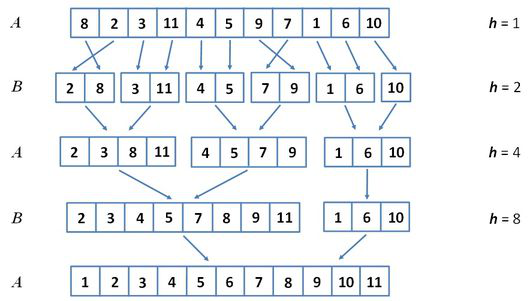 A 8 2 3 11 4 5 9 7 1 6 10 h = 1
B 2 8 3 11 4 5 7 9 1 6 10 h = 2
A 2 3 8 11 4 5 7 9 1 6 10 h = 4
B 2 3 4 5 7 8 9 11 1 6 10 h = 8
A 1 2 3 4 5 6 7 8 9 10 11